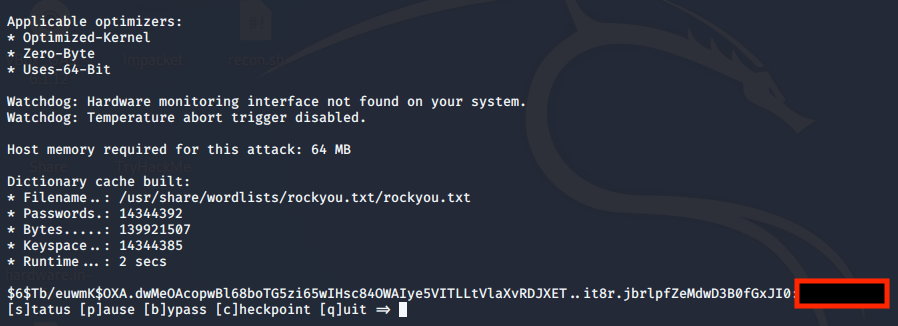 Applicable optimizers:
* Optimized-Kernel
* Zero-Byte
* Uses-64-Bit
Watchdog: Hardware monitoring interface not found on your system.
Watchdog: Temperature abort trigger disabled.
Host memory required for this attack: 64 MB
Dictionary cache built:
* Filename..: /usr/share/wordlists/rockyou.txt/rockyou.txt
* Passwords.: 14344392
* Bytes.....: 139921507
* Keyspace..: 14344385
* Runtime...: 2 secs
$6$Tb/euwmK$OXA.dwMeOAcopwBl68boTG5zi65wIHsc84OWAIye5VITLLtVlaXvRDJXET..it8r.jbrlpfZeMdwD3B0fGxJI0:
[s]tatus [p]ause [b]ypass [c]heckpoint [q]uit =>